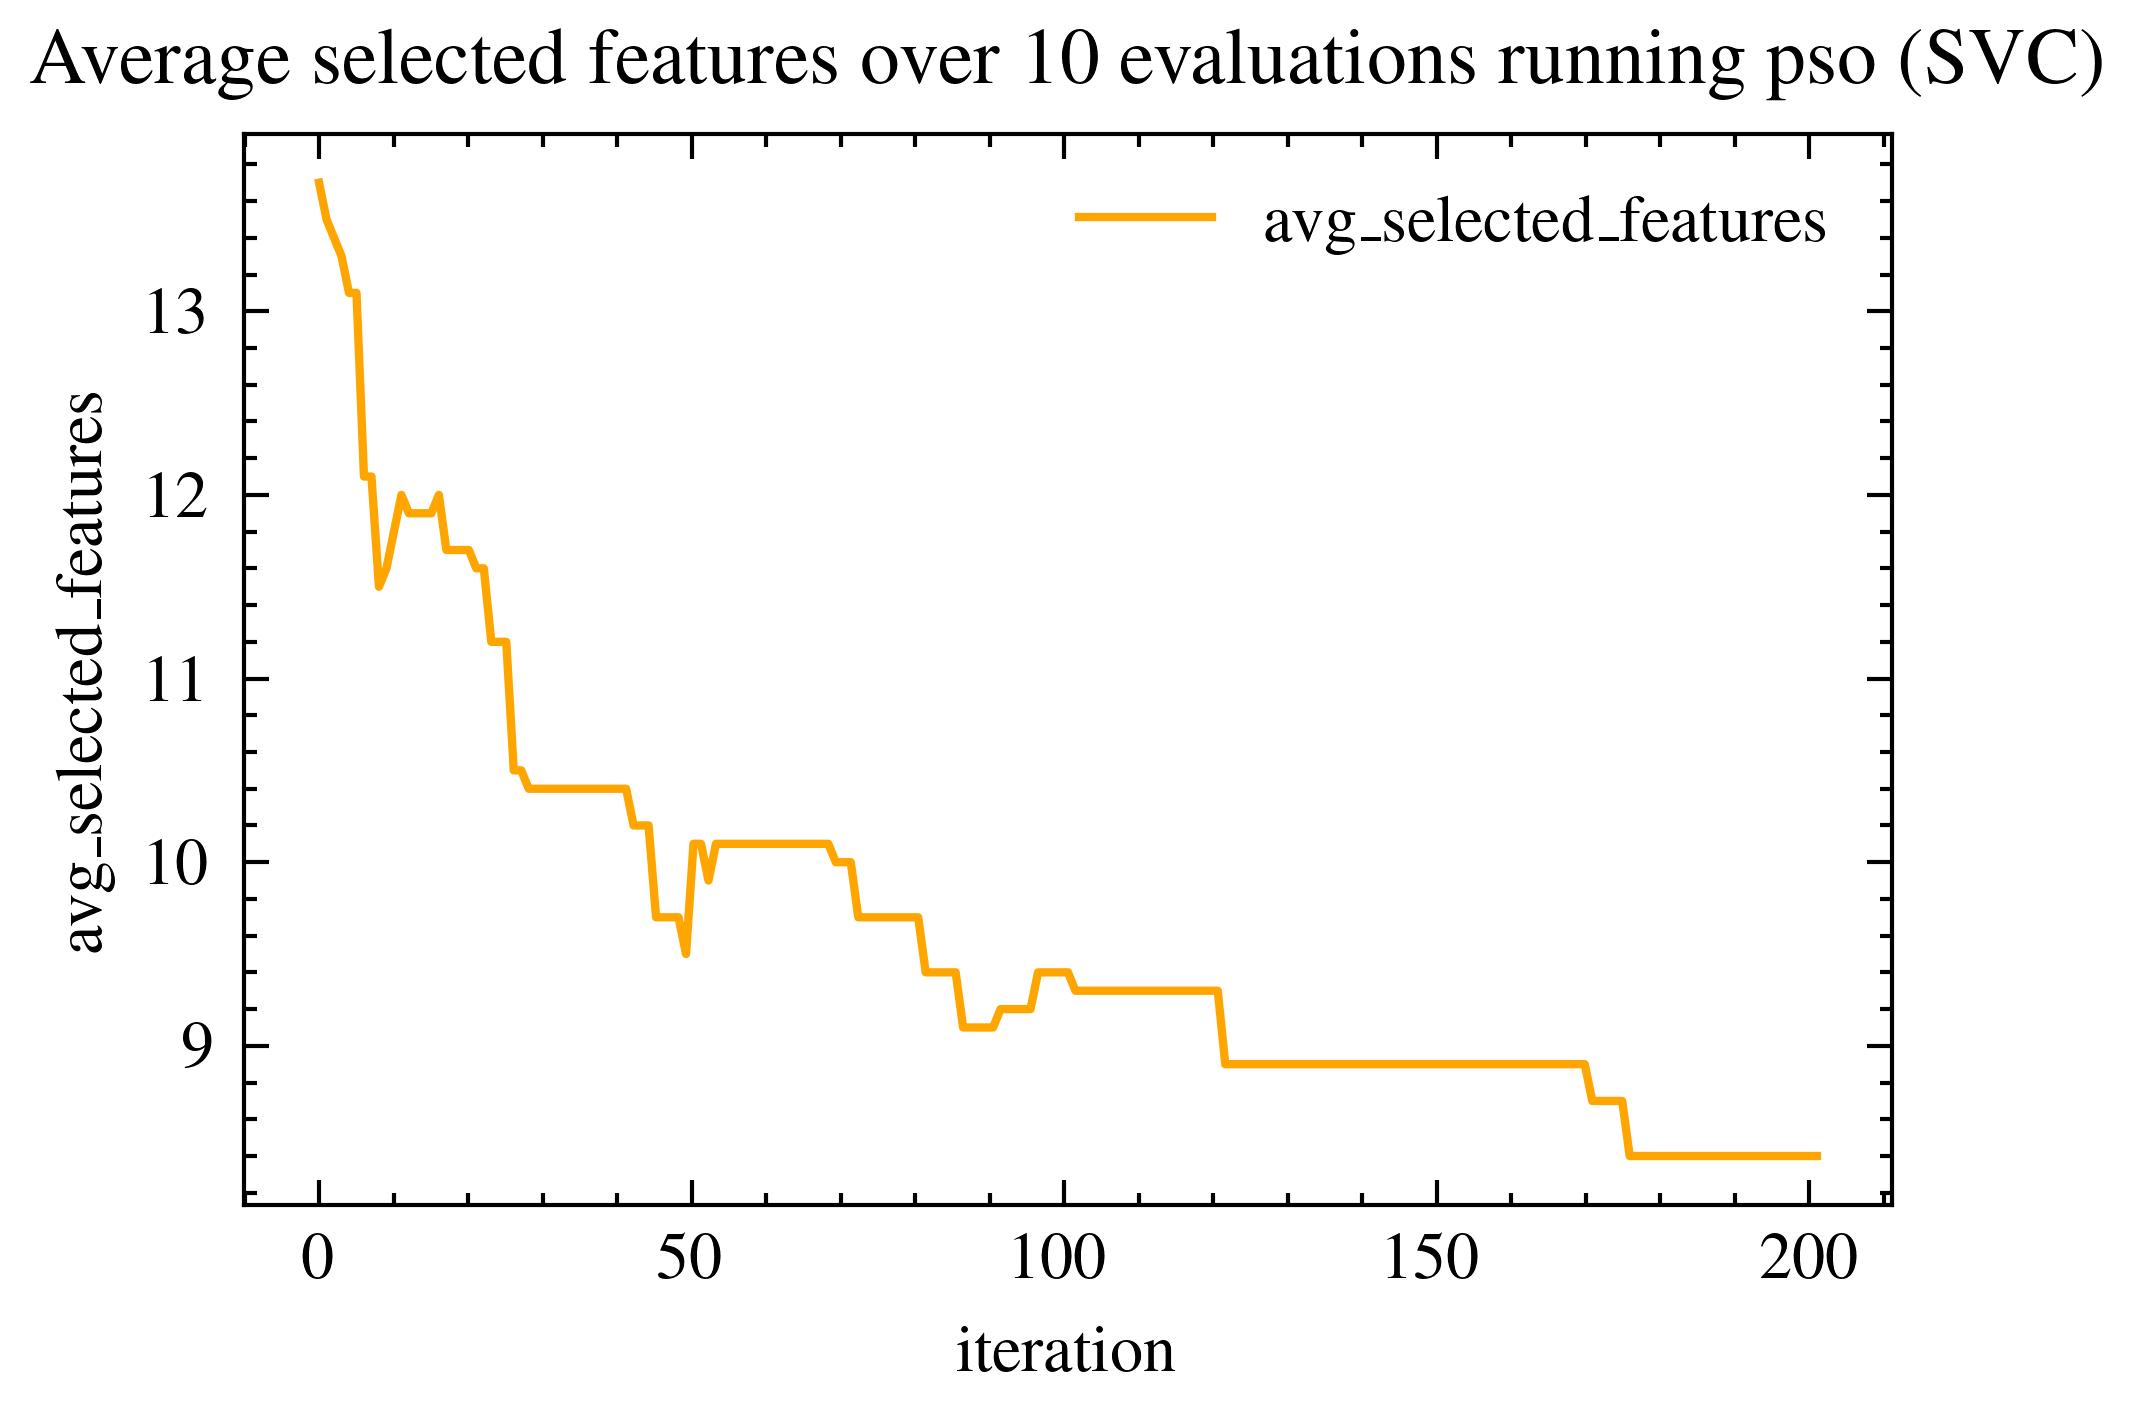 Average selected features over 10 evaluations running pso (SVC)
avg_selected_features
13
12
11
10
9
avg_selected_features
0 50 100 150 200
iteration